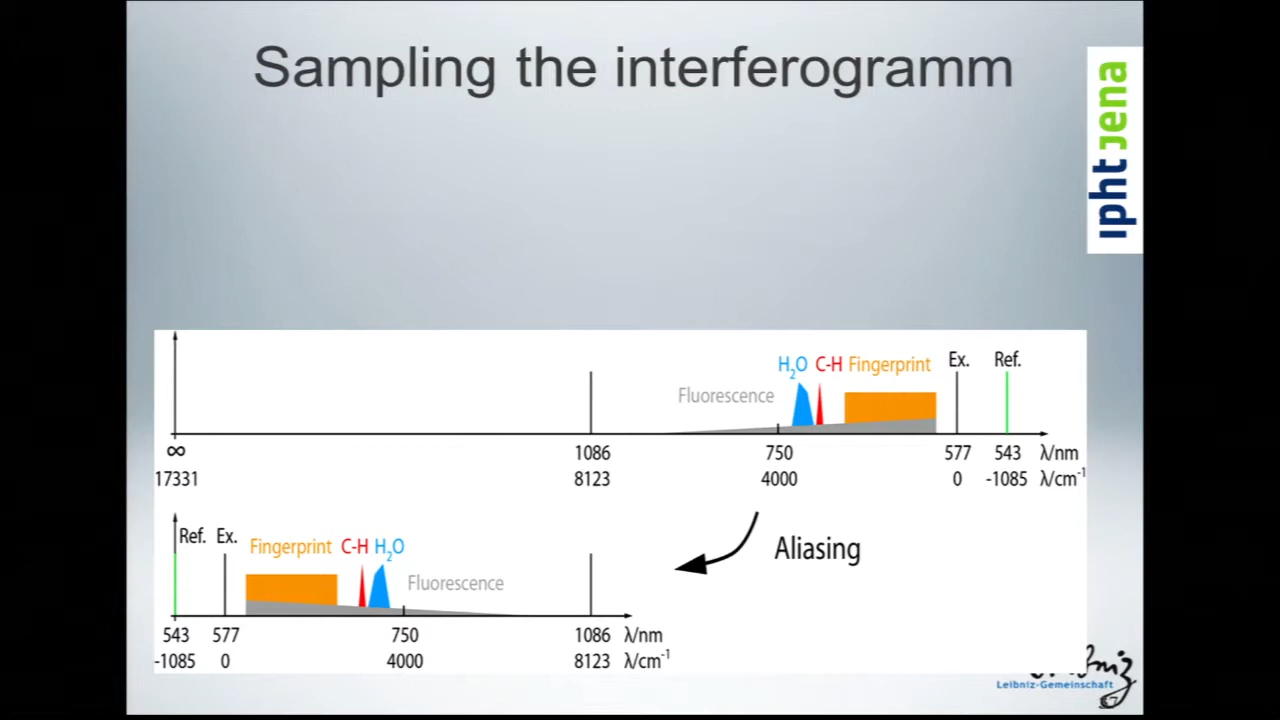 Sampling the interferogramm
ipht jena
H2O C-H Fingerprint Ex. Ref.
Fluorescence
∞ 1086 750 577 543 λ/nm
17331 8123 4000 0 -1085 λ/cm-1
Aliasing
Ref. Ex. Fingerprint C-H H2O
Fluorescence
543 577 750 1086 λ/nm
-1085 0 4000 8123 λ/cm-1
Leibniz-Gemeinschaft